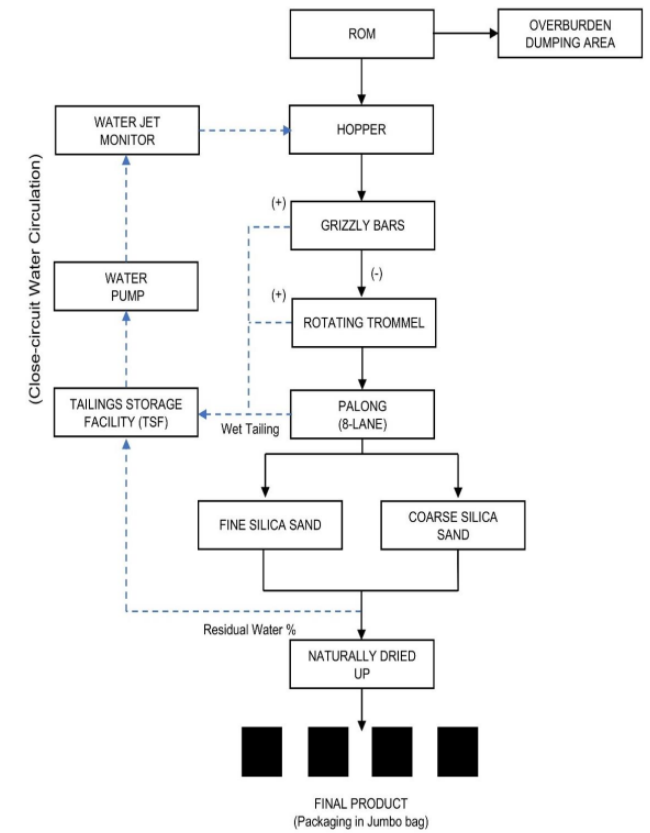 ROM
OVERBURDEN
DUMPING AREA
WATER JET
MONITOR
HOPPER
(Close-circuit Water Circulation)
(+)
GRIZZLY BARS
(-)
WATER
PUMP
(+)
ROTATING TROMMEL
TAILINGS STORAGE
FACILITY (TSF)
Wet Tailing
PALONG
(8-LANE)
FINE SILICA SAND
COARSE SILICA
SAND
Residual Water %
NATURALLY DRIED
UP
FINAL PRODUCT
(Packaging in Jumbo bag)